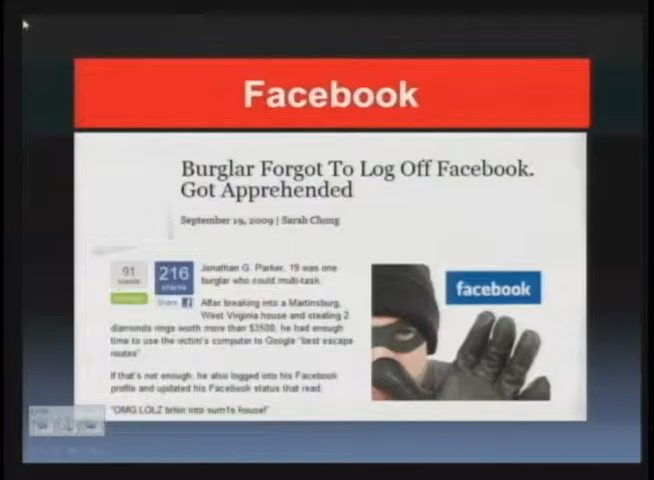 Facebook
Burglar Forgot To Log Off Facebook.
Got Apprehended
September 19, 2009 | Sarah Chong
91
tweets
216
shares
Share
Jonathan G. Parker, 19 was one
burglar who could multi-task.
After breaking into a Martinsburg,
West Virginia house and stealing 2
diamonds rings worth more than $3500, he had enough
time to use the victim's computer to Google "best escape
routes"
If that's not enough, he also logged into his Facebook
profile and updated his Facebook status that read,
"OMG LOLZ brkin into sum1s house!"
facebook